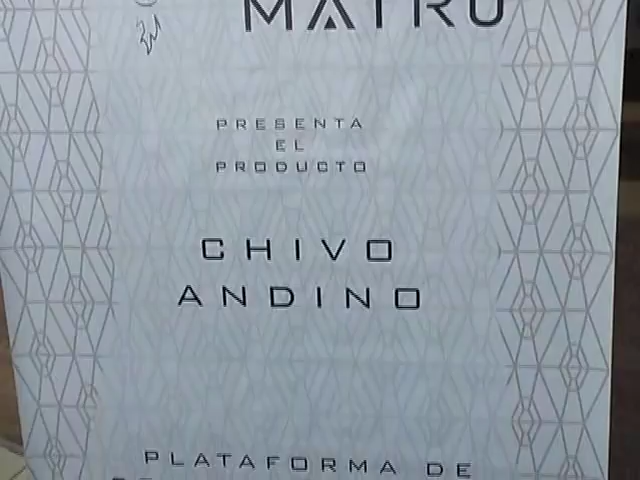 MATRU
PRESENTA
EL
PRODUCTO
CHIVO
ANDINO
PLATAFORMA DE